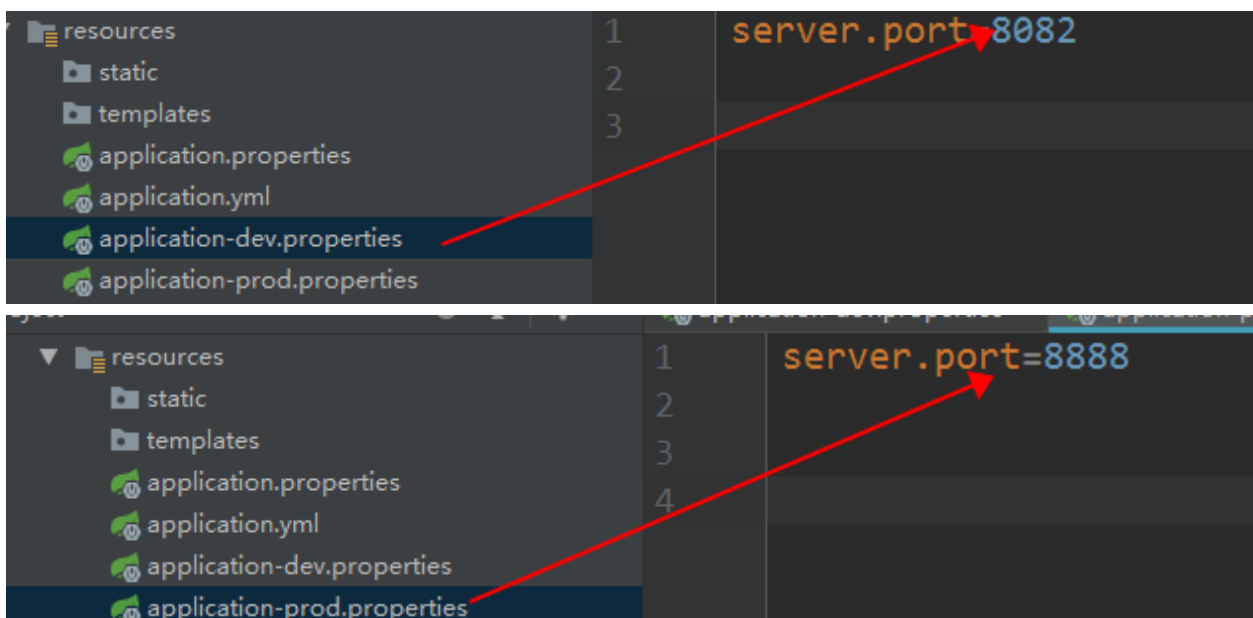 resources
static
templates
application.properties
application.yml
application-dev.properties
application-prod.properties
1 server.port=8082
2
3
resources
static
templates
application.properties
application.yml
application-dev.properties
application-prod.properties
1 server.port=8888
2
3
4